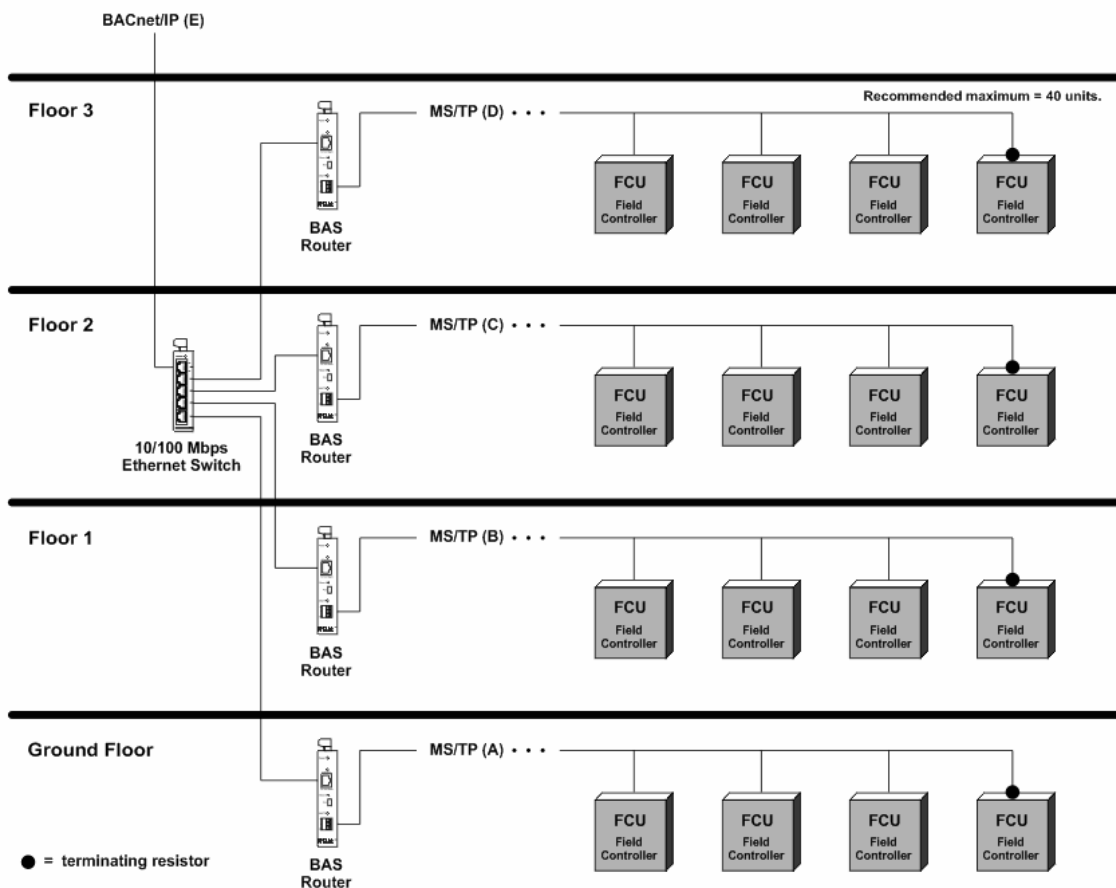 BACnet/IP (E)
Floor 3
Recommended maximum = 40 units.
MS/TP (D) • • •
BAS
Router
FCU
Field
Controller
FCU
Field
Controller
FCU
Field
Controller
FCU
Field
Controller
Floor 2
MS/TP (C) • • •
10/100 Mbps
Ethernet Switch
BAS
Router
FCU
Field
Controller
FCU
Field
Controller
FCU
Field
Controller
FCU
Field
Controller
Floor 1
MS/TP (B) • • •
BAS
Router
FCU
Field
Controller
FCU
Field
Controller
FCU
Field
Controller
FCU
Field
Controller
Ground Floor
MS/TP (A) • • •
BAS
Router
FCU
Field
Controller
FCU
Field
Controller
FCU
Field
Controller
FCU
Field
Controller
● = terminating resistor